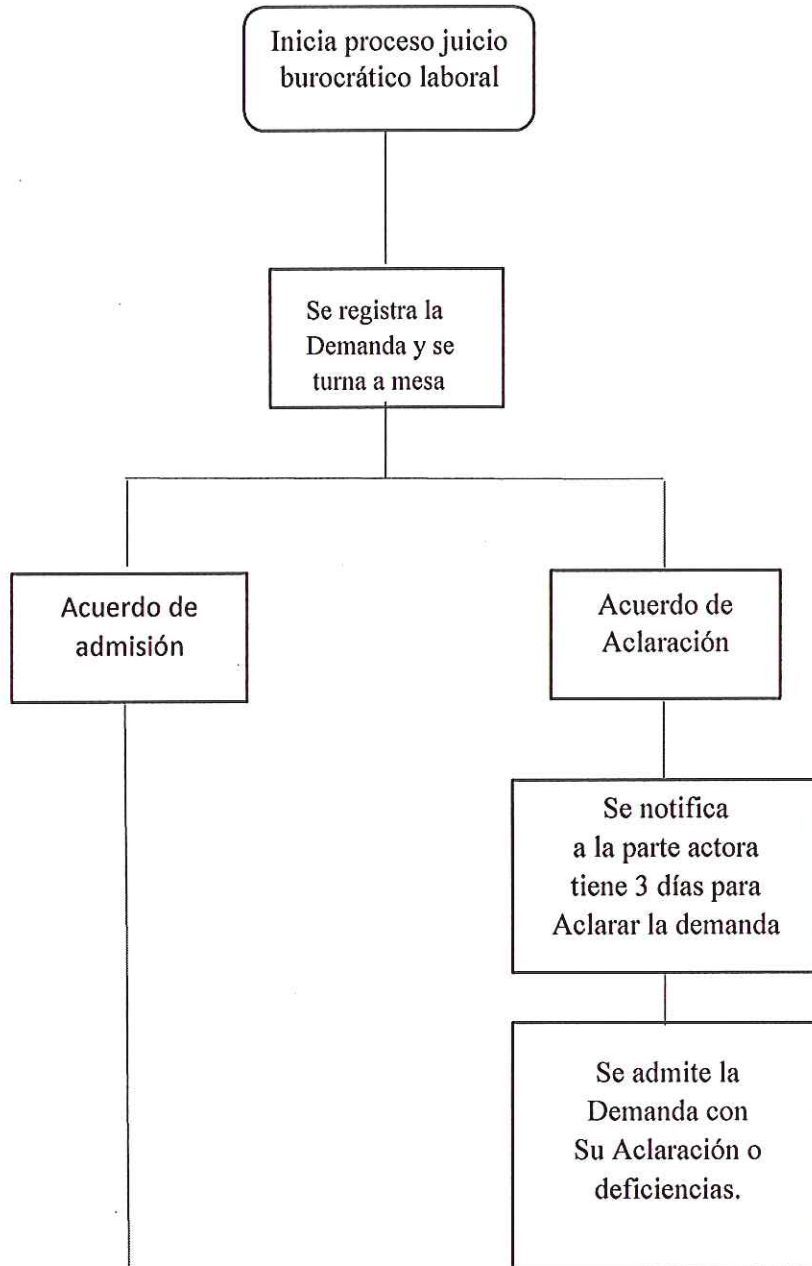 Inicia proceso juicio
burocrático laboral
Se registra la
Demanda y se
turna a mesa
Acuerdo de
admisión
Acuerdo de
Aclaración
Se notifica
a la parte actora
tiene 3 días para
Aclarar la demanda
Se admite la
Demanda con
Su Aclaración o
deficiencias.